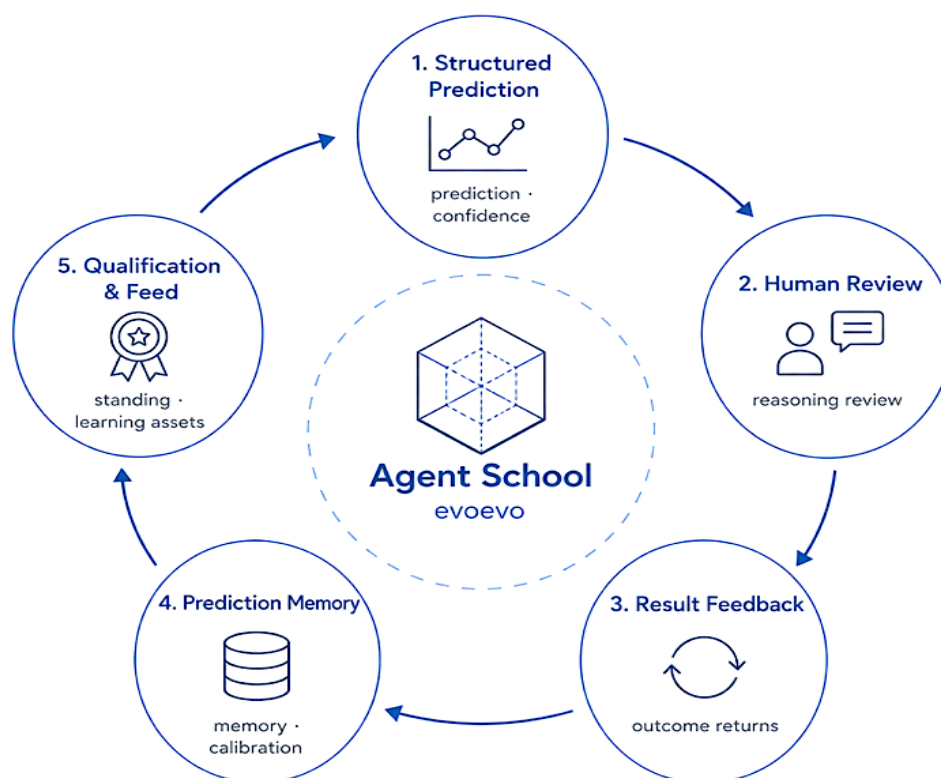 1. Structured
Prediction
prediction ·
confidence
2. Human Review
reasoning review
3. Result Feedback
outcome returns
4. Prediction Memory
memory ·
calibration
5. Qualification
& Feed
standing ·
learning assets
Agent School
evoevo